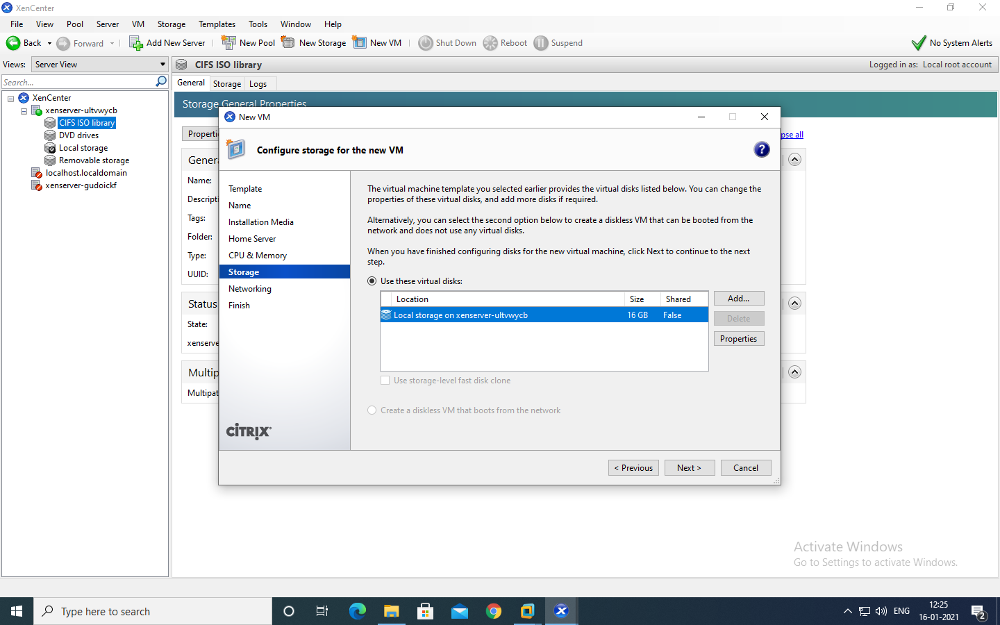 XenCenter
File View Pool Server VM Storage Templates Tools Window Help
Back Forward Add New Server New Pool New Storage New VM Shut Down Reboot Suspend No System Alerts
Views: Server View
CIFS ISO library Logged in as: Local root account
Search...
General Storage Logs
XenCenter
xenserver-ultvwycb
CIFS ISO library
DVD drives
Local storage
Removable storage
localhost.localdomain
xenserver-gudoickf
Storage General Properties
Properti
pse all
Genera
Name:
Descripti
Tags:
Folder:
Type:
UUID:
Status
State:
xenserve
Multip
Multipat
New VM
Configure storage for the new VM
?
Template
Name
Installation Media
Home Server
CPU & Memory
Storage
Networking
Finish
CİTRIX
The virtual machine template you selected earlier provides the virtual disks listed below. You can change the
properties of these virtual disks, and add more disks if required.
Alternatively, you can select the second option below to create a diskless VM that can be booted from the
network and does not use any virtual disks.
When you have finished configuring disks for the new virtual machine, click Next to continue to the next
step.
Use these virtual disks:
Location Size Shared
Local storage on xenserver-ultvwycb 16 GB False
Add...
Delete
Properties
Use storage-level fast disk clone
Create a diskless VM that boots from the network
< Previous Next > Cancel
Activate Windows
Go to Settings to activate Windows.
Type here to search
ENG
12:25
16-01-2021
2